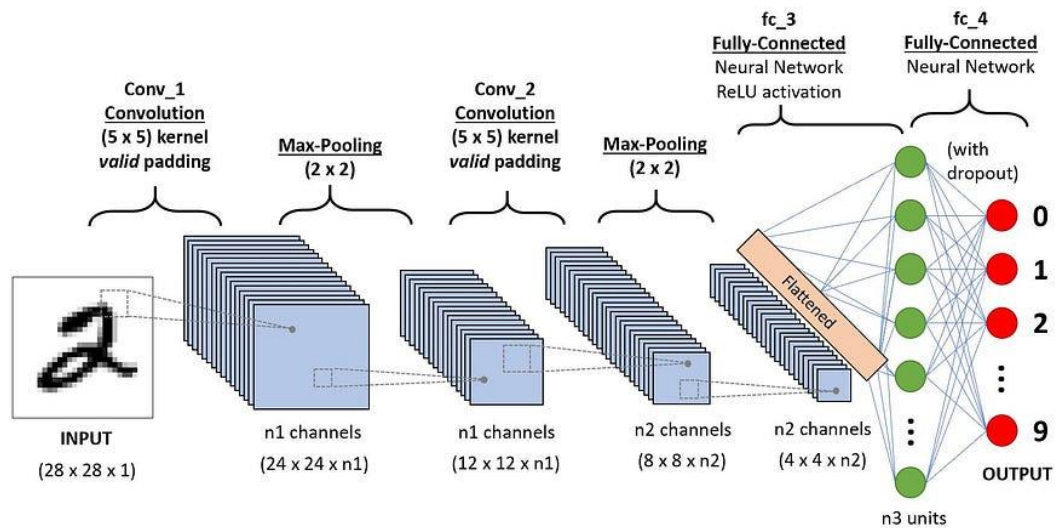 Conv_1
Convolution
(5 x 5) kernel
valid padding
Max-Pooling
(2 x 2)
Conv_2
Convolution
(5 x 5) kernel
valid padding
Max-Pooling
(2 x 2)
fc_3
Fully-Connected
Neural Network
ReLU activation
fc_4
Fully-Connected
Neural Network
(with
dropout)
Flattened
0
1
2
9
OUTPUT
2
INPUT
(28 x 28 x 1)
n1 channels
(24 x 24 x n1)
n1 channels
(12 x 12 x n1)
n2 channels
(8 x 8 x n2)
n2 channels
(4 x 4 x n2)
n3 units